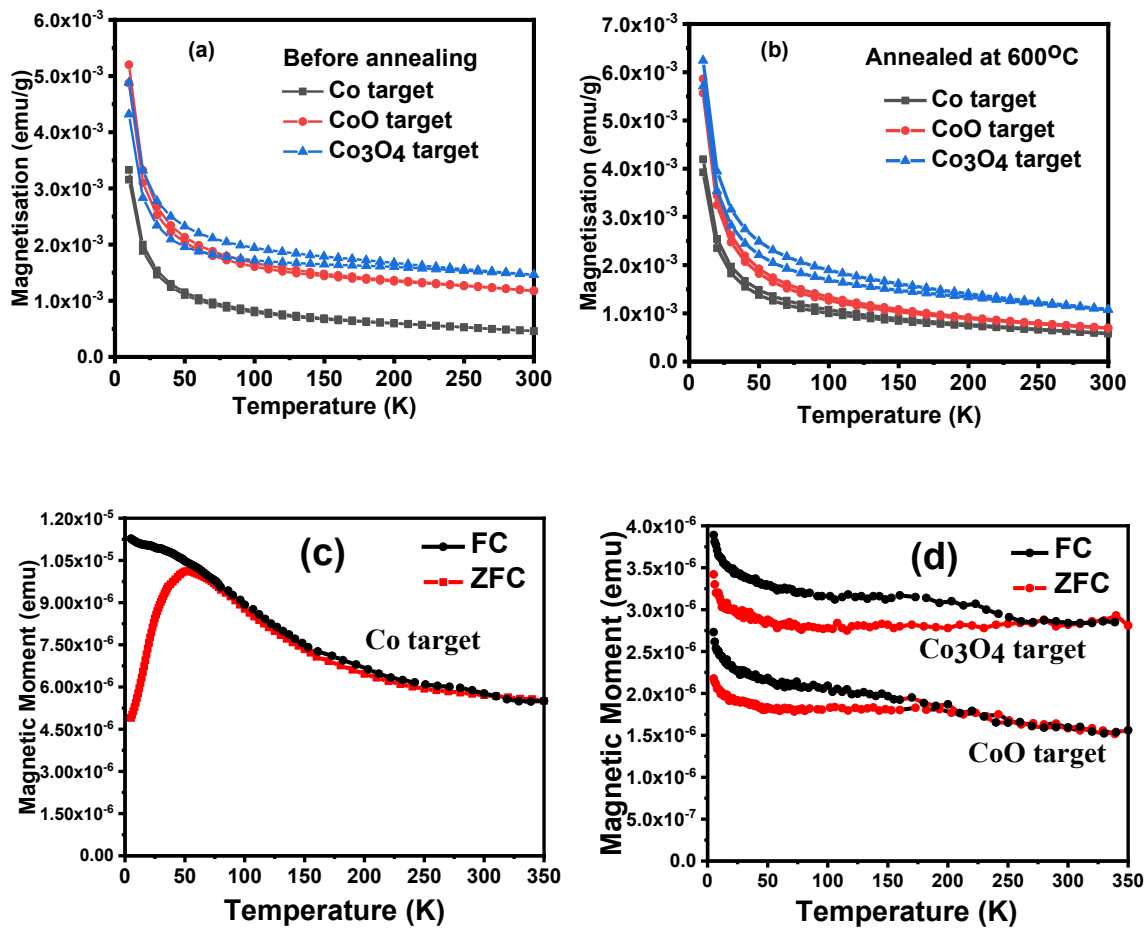 (a)
Before annealing
Co target
CoO target
Co3O4 target
Magnetisation (emu/g)
6.0x10-3
5.0x10-3
4.0x10-3
3.0x10-3
2.0x10-3
1.0x10-3
0.0
0 50 100 150 200 250 300
Temperature (K)
(b)
Annealed at 600OC
Co target
CoO target
Co3O4 target
Magnetisation (emu/g)
7.0x10-3
6.0x10-3
5.0x10-3
4.0x10-3
3.0x10-3
2.0x10-3
1.0x10-3
0.0
0 50 100 150 200 250 300
Temperature (K)
(c)
FC
ZFC
Co target
Magnetic Moment (emu)
1.20x10-5
1.05x10-5
9.00x10-6
7.50x10-6
6.00x10-6
4.50x10-6
3.00x10-6
1.50x10-6
0.00
0 50 100 150 200 250 300 350
Temperature (K)
(d)
FC
ZFC
Co3O4 target
CoO target
Magnetic Moment (emu)
4.0x10-6
3.5x10-6
3.0x10-6
2.5x10-6
2.0x10-6
1.5x10-6
1.0x10-6
5.0x10-7
0.0
0 50 100 150 200 250 300 350
Temperature (K)